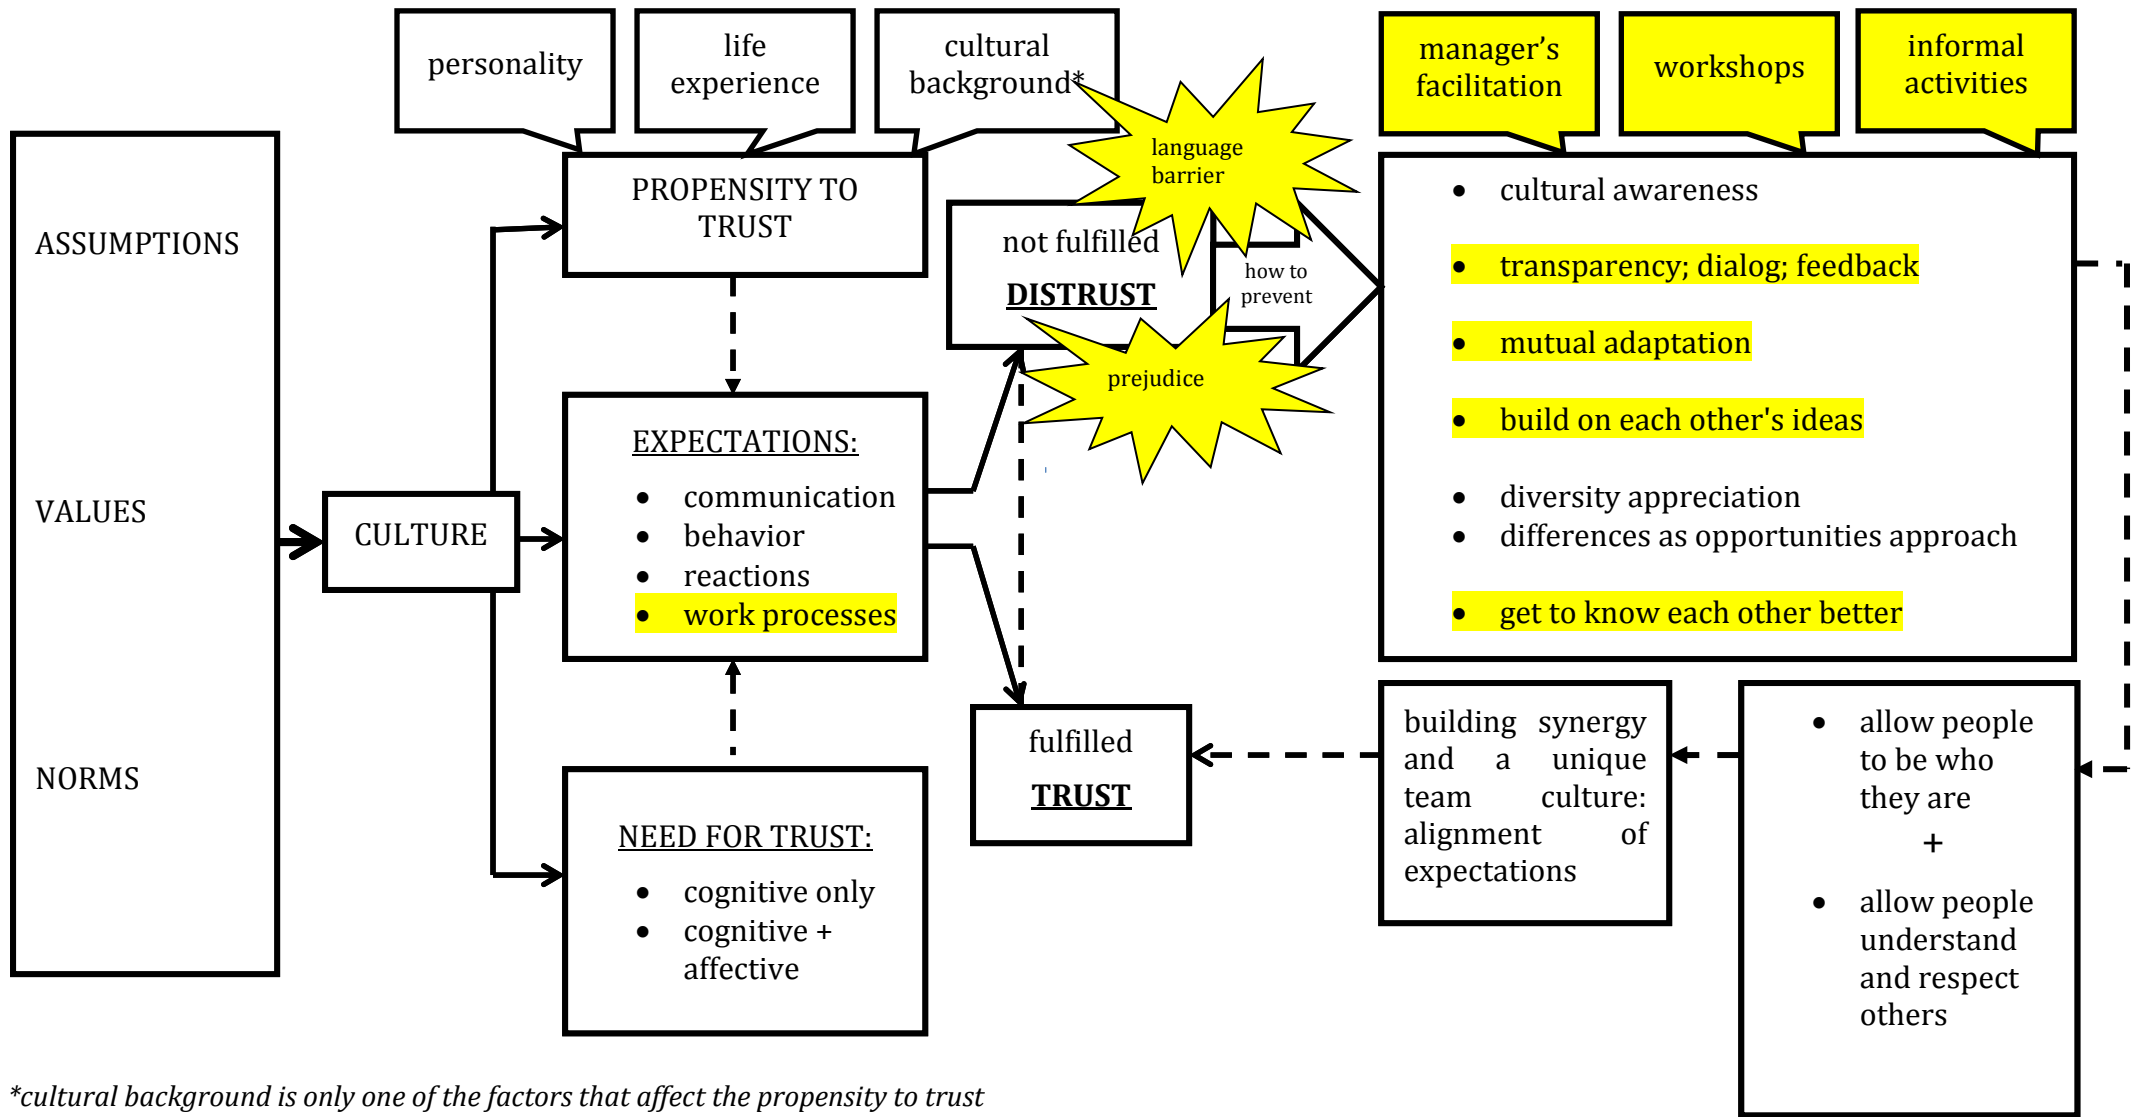 personality
life
experience
cultural
background*
manager's
facilitation
workshops
informal
activities
ASSUMPTIONS
VALUES
NORMS
CULTURE
PROPENSITY TO
TRUST
EXPECTATIONS:
• communication
• behavior
• reactions
• work processes
NEED FOR TRUST:
• cognitive only
• cognitive +
affective
not fulfilled
DISTRUST
language
barrier
prejudice
how to
prevent
• cultural awareness
• transparency; dialog; feedback
• mutual adaptation
• build on each other's ideas
• diversity appreciation
• differences as opportunities approach
• get to know each other better
fulfilled
TRUST
building synergy
and a unique
team culture:
alignment of
expectations
• allow people
to be who
they are
+
• allow people
understand
and respect
others
*cultural background is only one of the factors that affect the propensity to trust